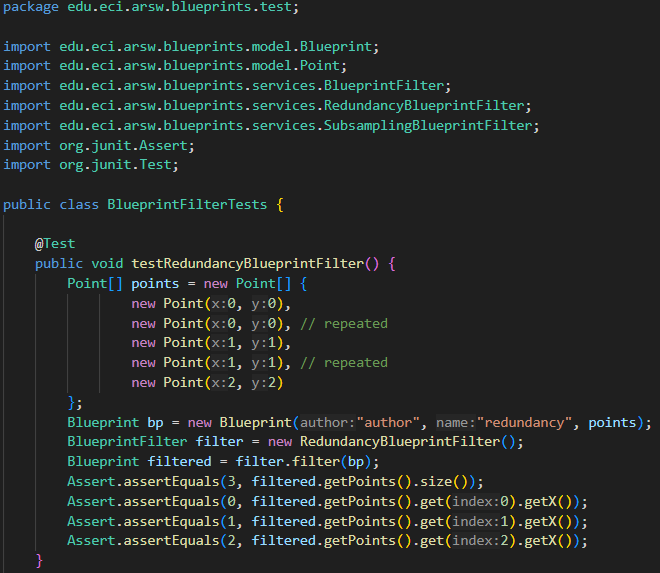 package edu.eci.arsw.blueprints.test;
import edu.eci.arsw.blueprints.model.Blueprint;
import edu.eci.arsw.blueprints.model.Point;
import edu.eci.arsw.blueprints.services.BlueprintFilter;
import edu.eci.arsw.blueprints.services.RedundancyBlueprintFilter;
import edu.eci.arsw.blueprints.services.SubsamplingBlueprintFilter;
import org.junit.Assert;
import org.junit.Test;
public class BlueprintFilterTests {
@Test
public void testRedundancyBlueprintFilter() {
Point[] points = new Point[] {
new Point(x:0, y:0),
new Point(x:0, y:0), // repeated
new Point(x:1, y:1),
new Point(x:1, y:1), // repeated
new Point(x:2, y:2)
};
Blueprint bp = new Blueprint(author:"author", name:"redundancy", points);
BlueprintFilter filter = new RedundancyBlueprintFilter();
Blueprint filtered = filter.filter(bp);
Assert.assertEquals(3, filtered.getPoints().size());
Assert.assertEquals(0, filtered.getPoints().get(index:0).getX());
Assert.assertEquals(1, filtered.getPoints().get(index:1).getX());
Assert.assertEquals(2, filtered.getPoints().get(index:2).getX());
}